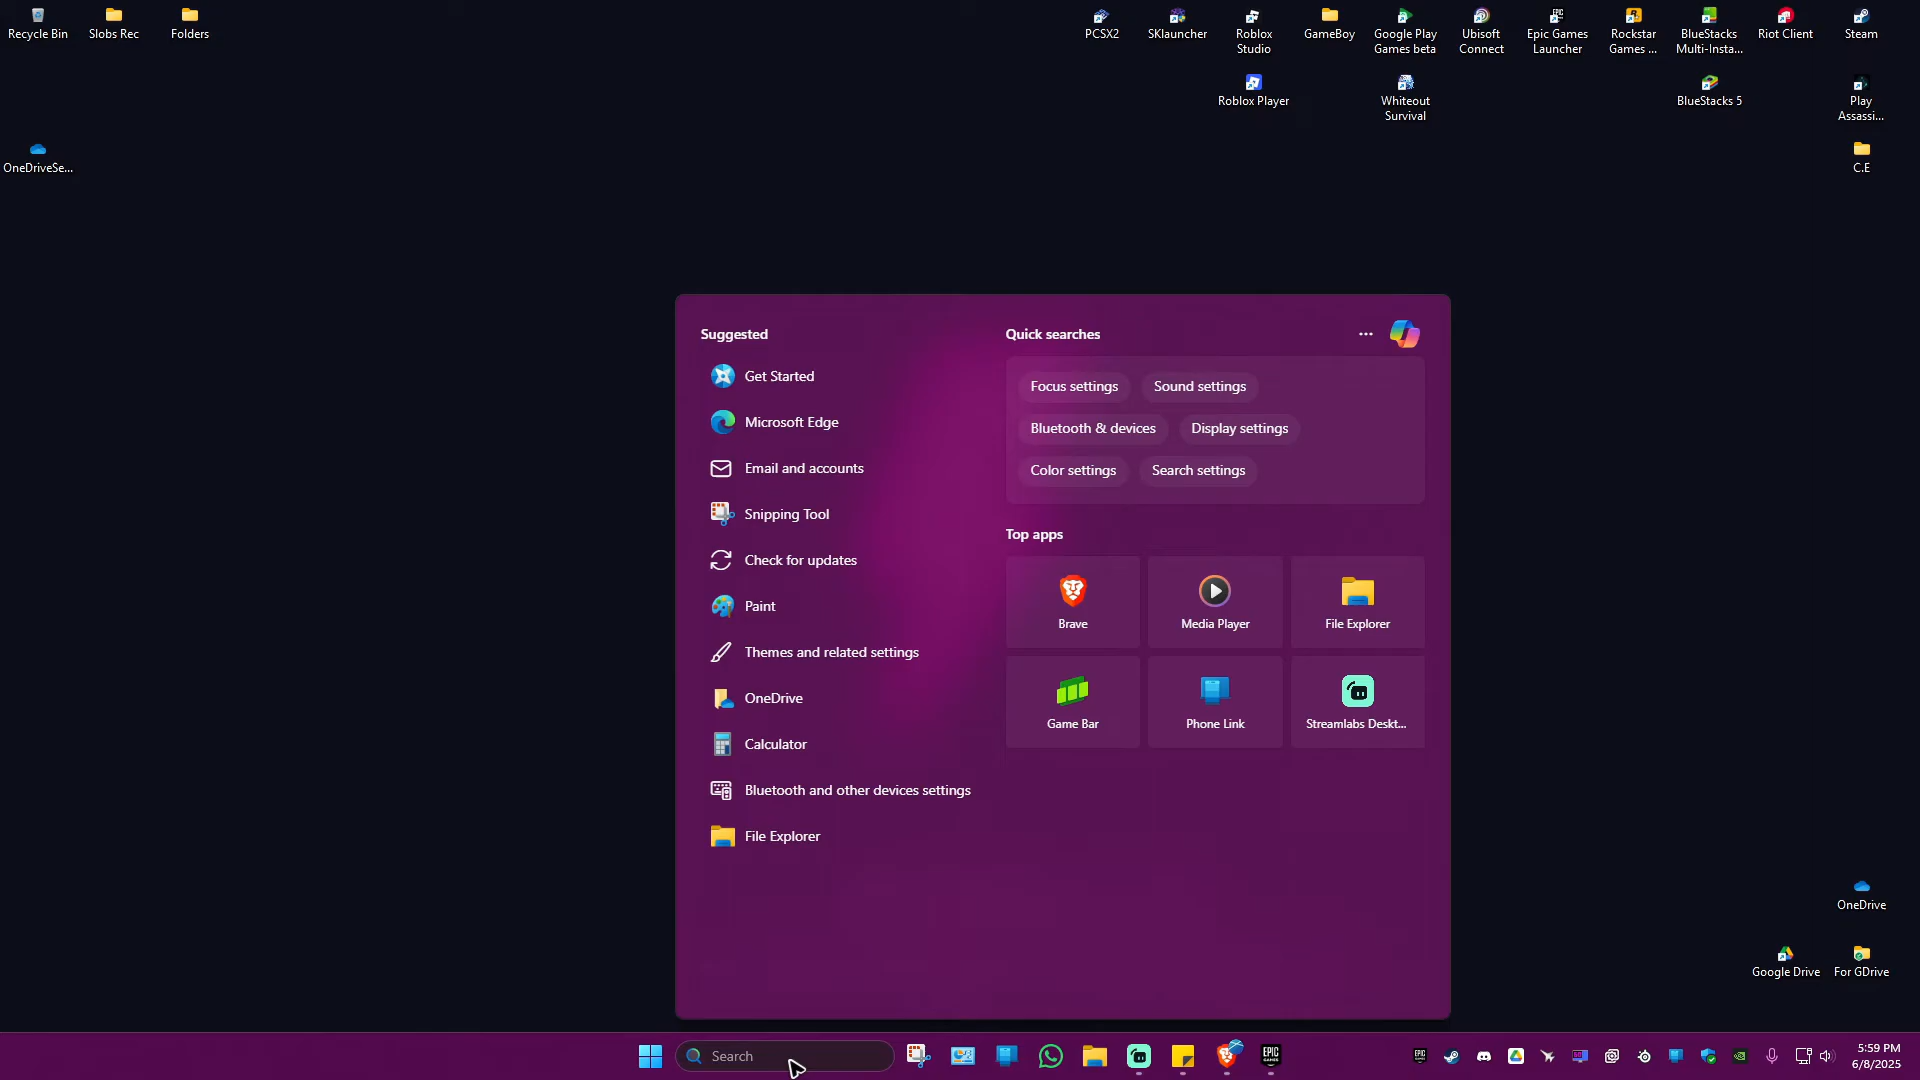 Recycle Bin
Slobs Rec
Folders
PCSX2
SKlauncher
Roblox
Studio
GameBoy
Google Play
Games beta
Ubisoft
Connect
Epic Games
Launcher
Rockstar
Games ...
BlueStacks
Multi-Insta...
Riot Client
Steam
Roblox Player
Whiteout
Survival
BlueStacks 5
Play
Assassi...
OneDriveSe...
C.E
Suggested
Get Started
Microsoft Edge
Email and accounts
Snipping Tool
Check for updates
Paint
Themes and related settings
OneDrive
Calculator
Bluetooth and other devices settings
File Explorer
Quick searches
Focus settings
Sound settings
Bluetooth & devices
Display settings
Color settings
Search settings
Top apps
Brave
Media Player
File Explorer
Game Bar
Phone Link
Streamlabs Deskt...
OneDrive
Google Drive
For GDrive
Search
EPIC
GAMES
5:59 PM
6/8/2025